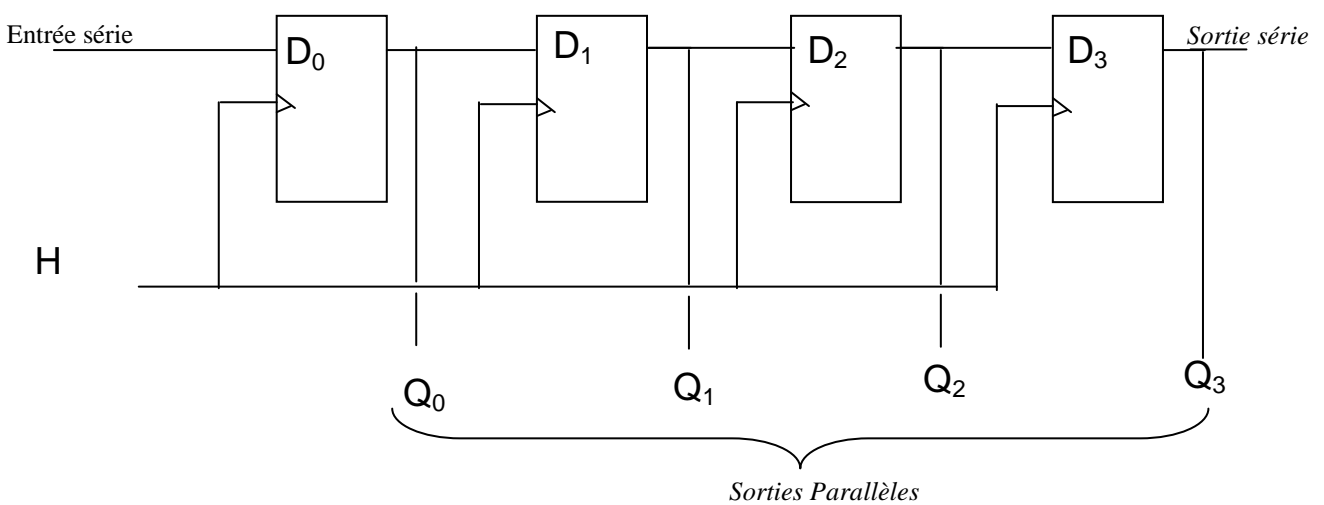 Entrée série
D₀
D₁
D₂
D₃
Sortie série
H
Q₀
Q₁
Q₂
Q₃
Sorties Parallèles